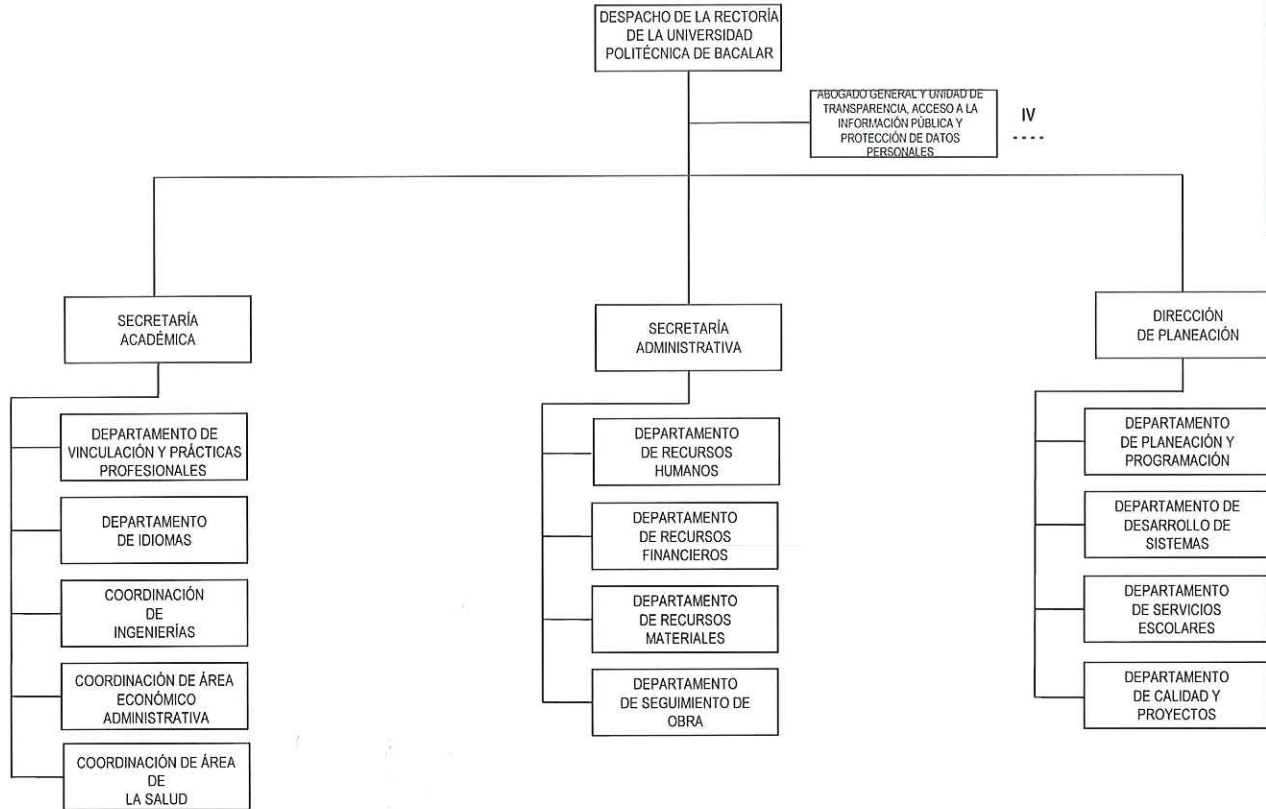 DESPACHO DE LA RECTORÍA
DE LA UNIVERSIDAD
POLITÉCNICA DE BACALAR
ABOGADO GENERAL Y UNIDAD DE
TRANSPARENCIA, ACCESO A LA
INFORMACIÓN PÚBLICA Y
PROTECCIÓN DE DATOS
PERSONALES
IV
----
SECRETARÍA
ACADÉMICA
DEPARTAMENTO DE
VINCULACIÓN Y PRÁCTICAS
PROFESIONALES
DEPARTAMENTO
DE IDIOMAS
COORDINACIÓN
DE
INGENIERÍAS
COORDINACIÓN DE ÁREA
ECONÓMICO
ADMINISTRATIVA
COORDINACIÓN DE ÁREA
DE
LA SALUD
SECRETARÍA
ADMINISTRATIVA
DEPARTAMENTO
DE RECURSOS
HUMANOS
DEPARTAMENTO
DE RECURSOS
FINANCIEROS
DEPARTAMENTO
DE RECURSOS
MATERIALES
DEPARTAMENTO
DE SEGUIMIENTO DE
OBRA
DIRECCIÓN
DE PLANEACIÓN
DEPARTAMENTO
DE PLANEACIÓN Y
PROGRAMACIÓN
DEPARTAMENTO DE
DESARROLLO DE
SISTEMAS
DEPARTAMENTO
DE SERVICIOS
ESCOLARES
DEPARTAMENTO
DE CALIDAD Y
PROYECTOS